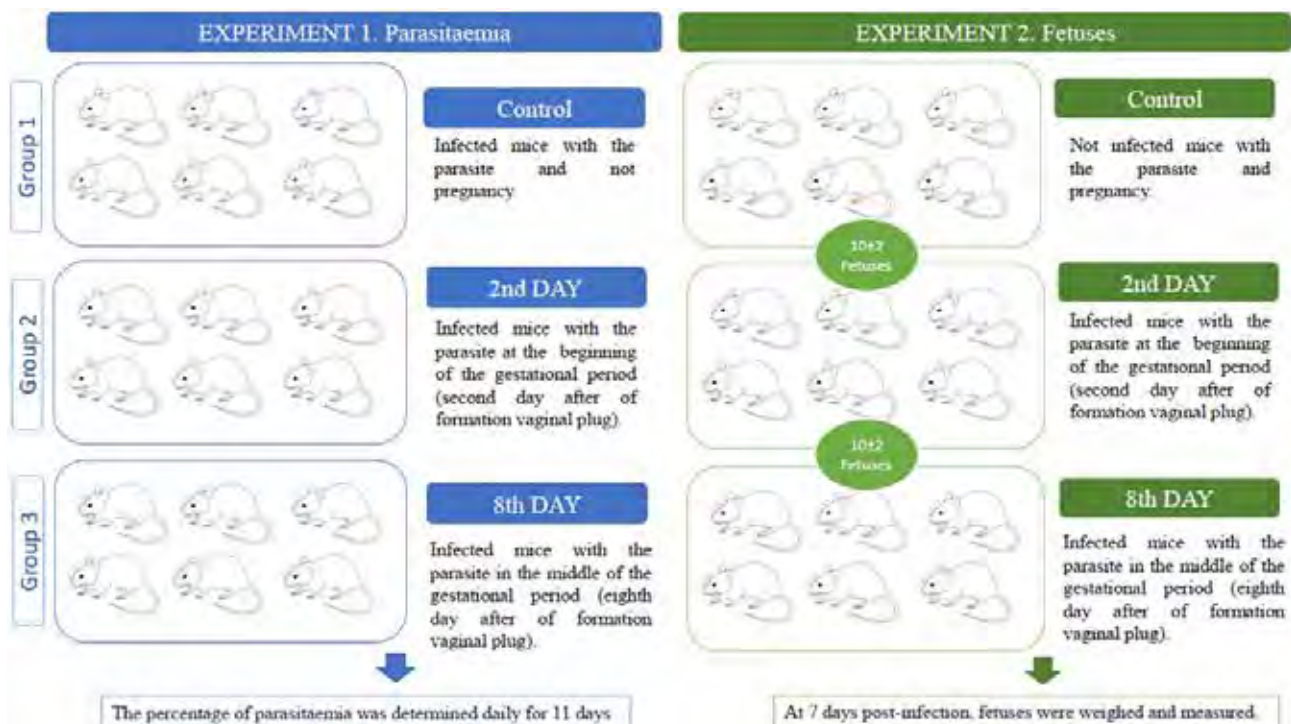 EXPERIMENT 1. Parasitaemia
Group 1
Control
Infected mice with the
parasite and not
pregnancy
Group 2
2nd DAY
Infected mice with the
parasite at the beginning
of the gestational period
(second day after of
formation vaginal plug).
Group 3
8th DAY
Infected mice with the
parasite in the middle of the
gestational period (eighth
day after of formation
vaginal plug).
The percentage of parasitaemia was determined daily for 11 days
EXPERIMENT 2. Fetuses
Control
Not infected mice with
the parasite and
pregnancy.
10±2
Fetuses
2nd DAY
Infected mice with the
parasite at the beginning
of the gestational period
(second day after of
formation vaginal plug).
10±2
Fetuses
8th DAY
Infected mice with the
parasite in the middle of the
gestational period (eighth
day after of formation
vaginal plug).
At 7 days post-infection, fetuses were weighed and measured.